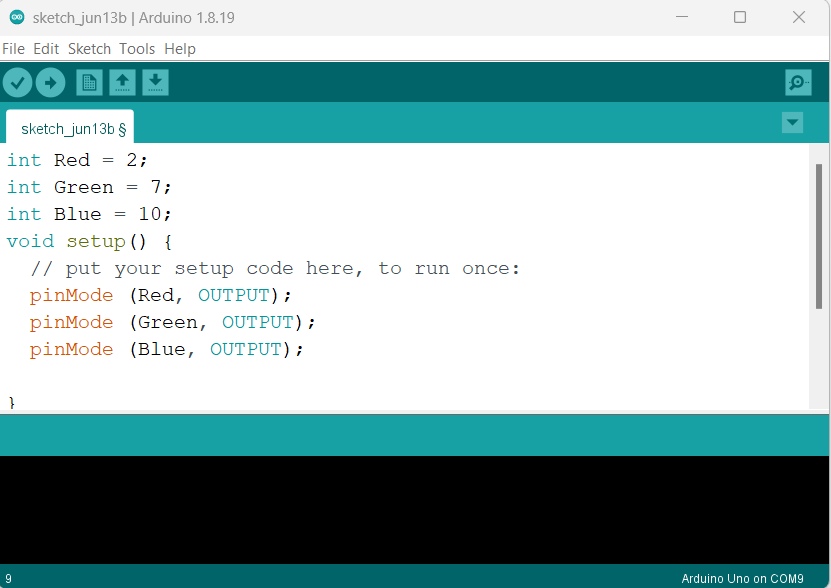 sketch_jun13b | Arduino 1.8.19
File Edit Sketch Tools Help
sketch_jun13b §
int Red = 2;
int Green = 7;
int Blue = 10;
void setup() {
  // put your setup code here, to run once:
  pinMode (Red, OUTPUT);
  pinMode (Green, OUTPUT);
  pinMode (Blue, OUTPUT);
}
9 Arduino Uno on COM9